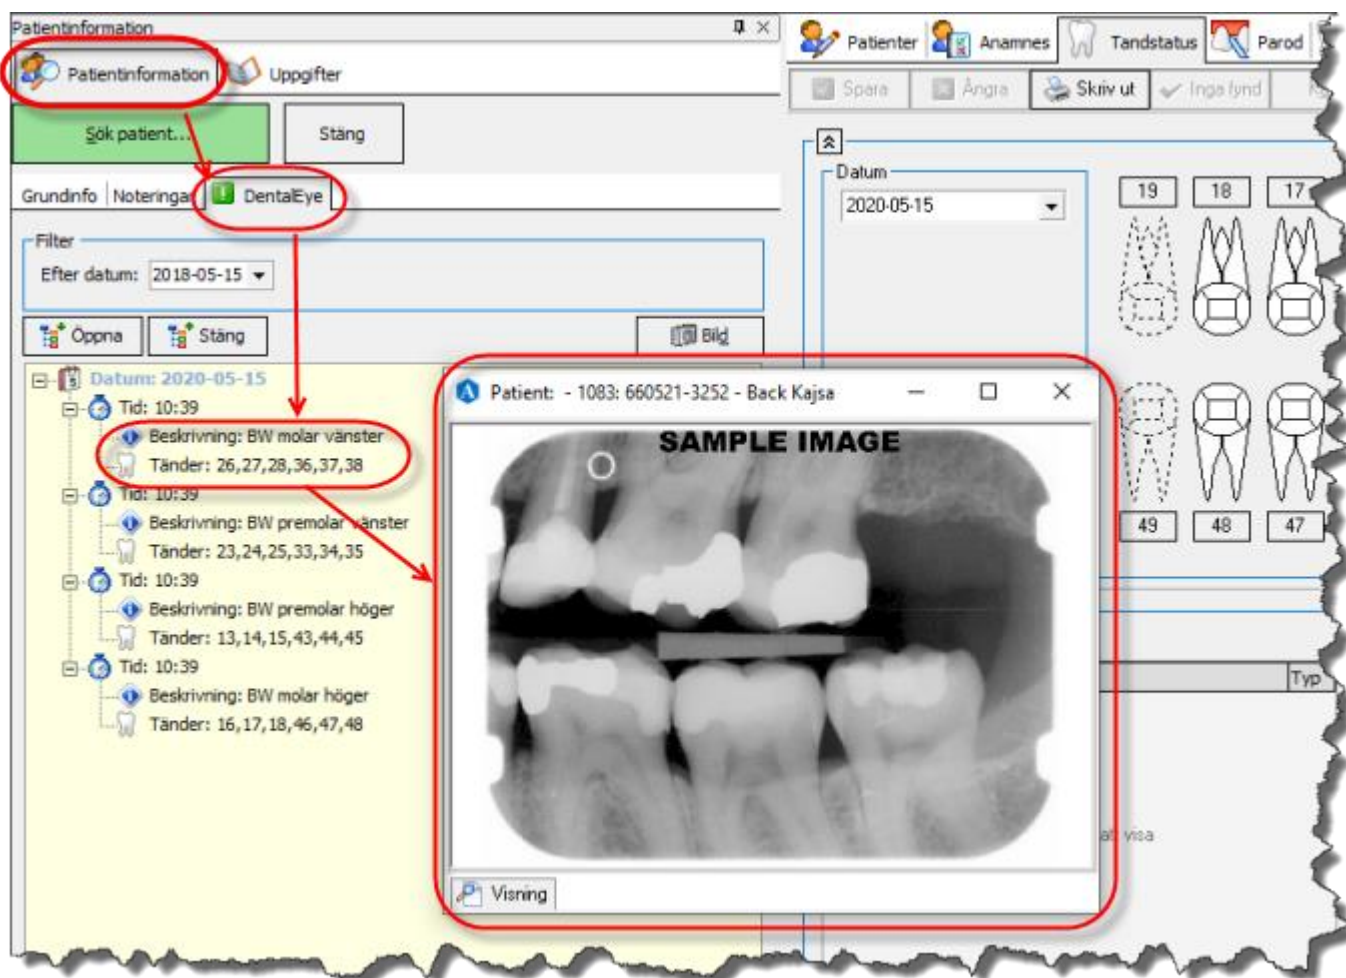 Patientinformation
Patientinformation Uppgifter
Sök patient... Stäng
Grundinfo Noteringar DentalEye
Filter
Efter datum: 2018-05-15
Öppna Stäng Bild
Datum: 2020-05-15
Tid: 10:39
Beskrivning: BW molar vänster
Tänder: 26,27,28,36,37,38
Tid: 10:39
Beskrivning: BW premolar vänster
Tänder: 23,24,25,33,34,35
Tid: 10:39
Beskrivning: BW premolar höger
Tänder: 13,14,15,43,44,45
Tid: 10:39
Beskrivning: BW molar höger
Tänder: 16,17,18,46,47,48
Patient: - 1083: 660521-3252 - Back Kajsa
SAMPLE IMAGE
Visning
Patienter Anamnes Tandstatus Parod
Spara Ångra Skriv ut Inga fynd
Datum
2020-05-15
19 18 17
49 48 47
Typ
visa